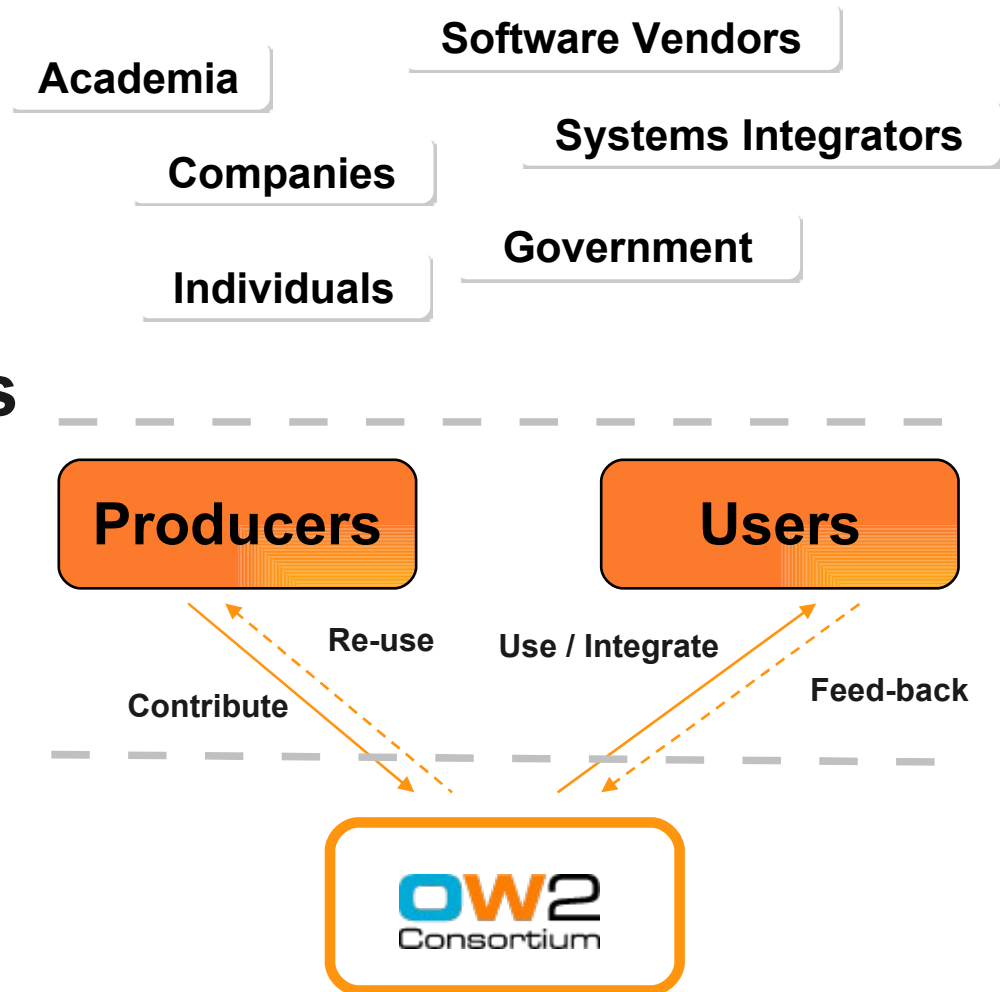 Software Vendors
Academia
Systems Integrators
Companies
Government
Individuals
s
Producers
Users
Re-use
Use / Integrate
Feed-back
Contribute
OW2
Consortium